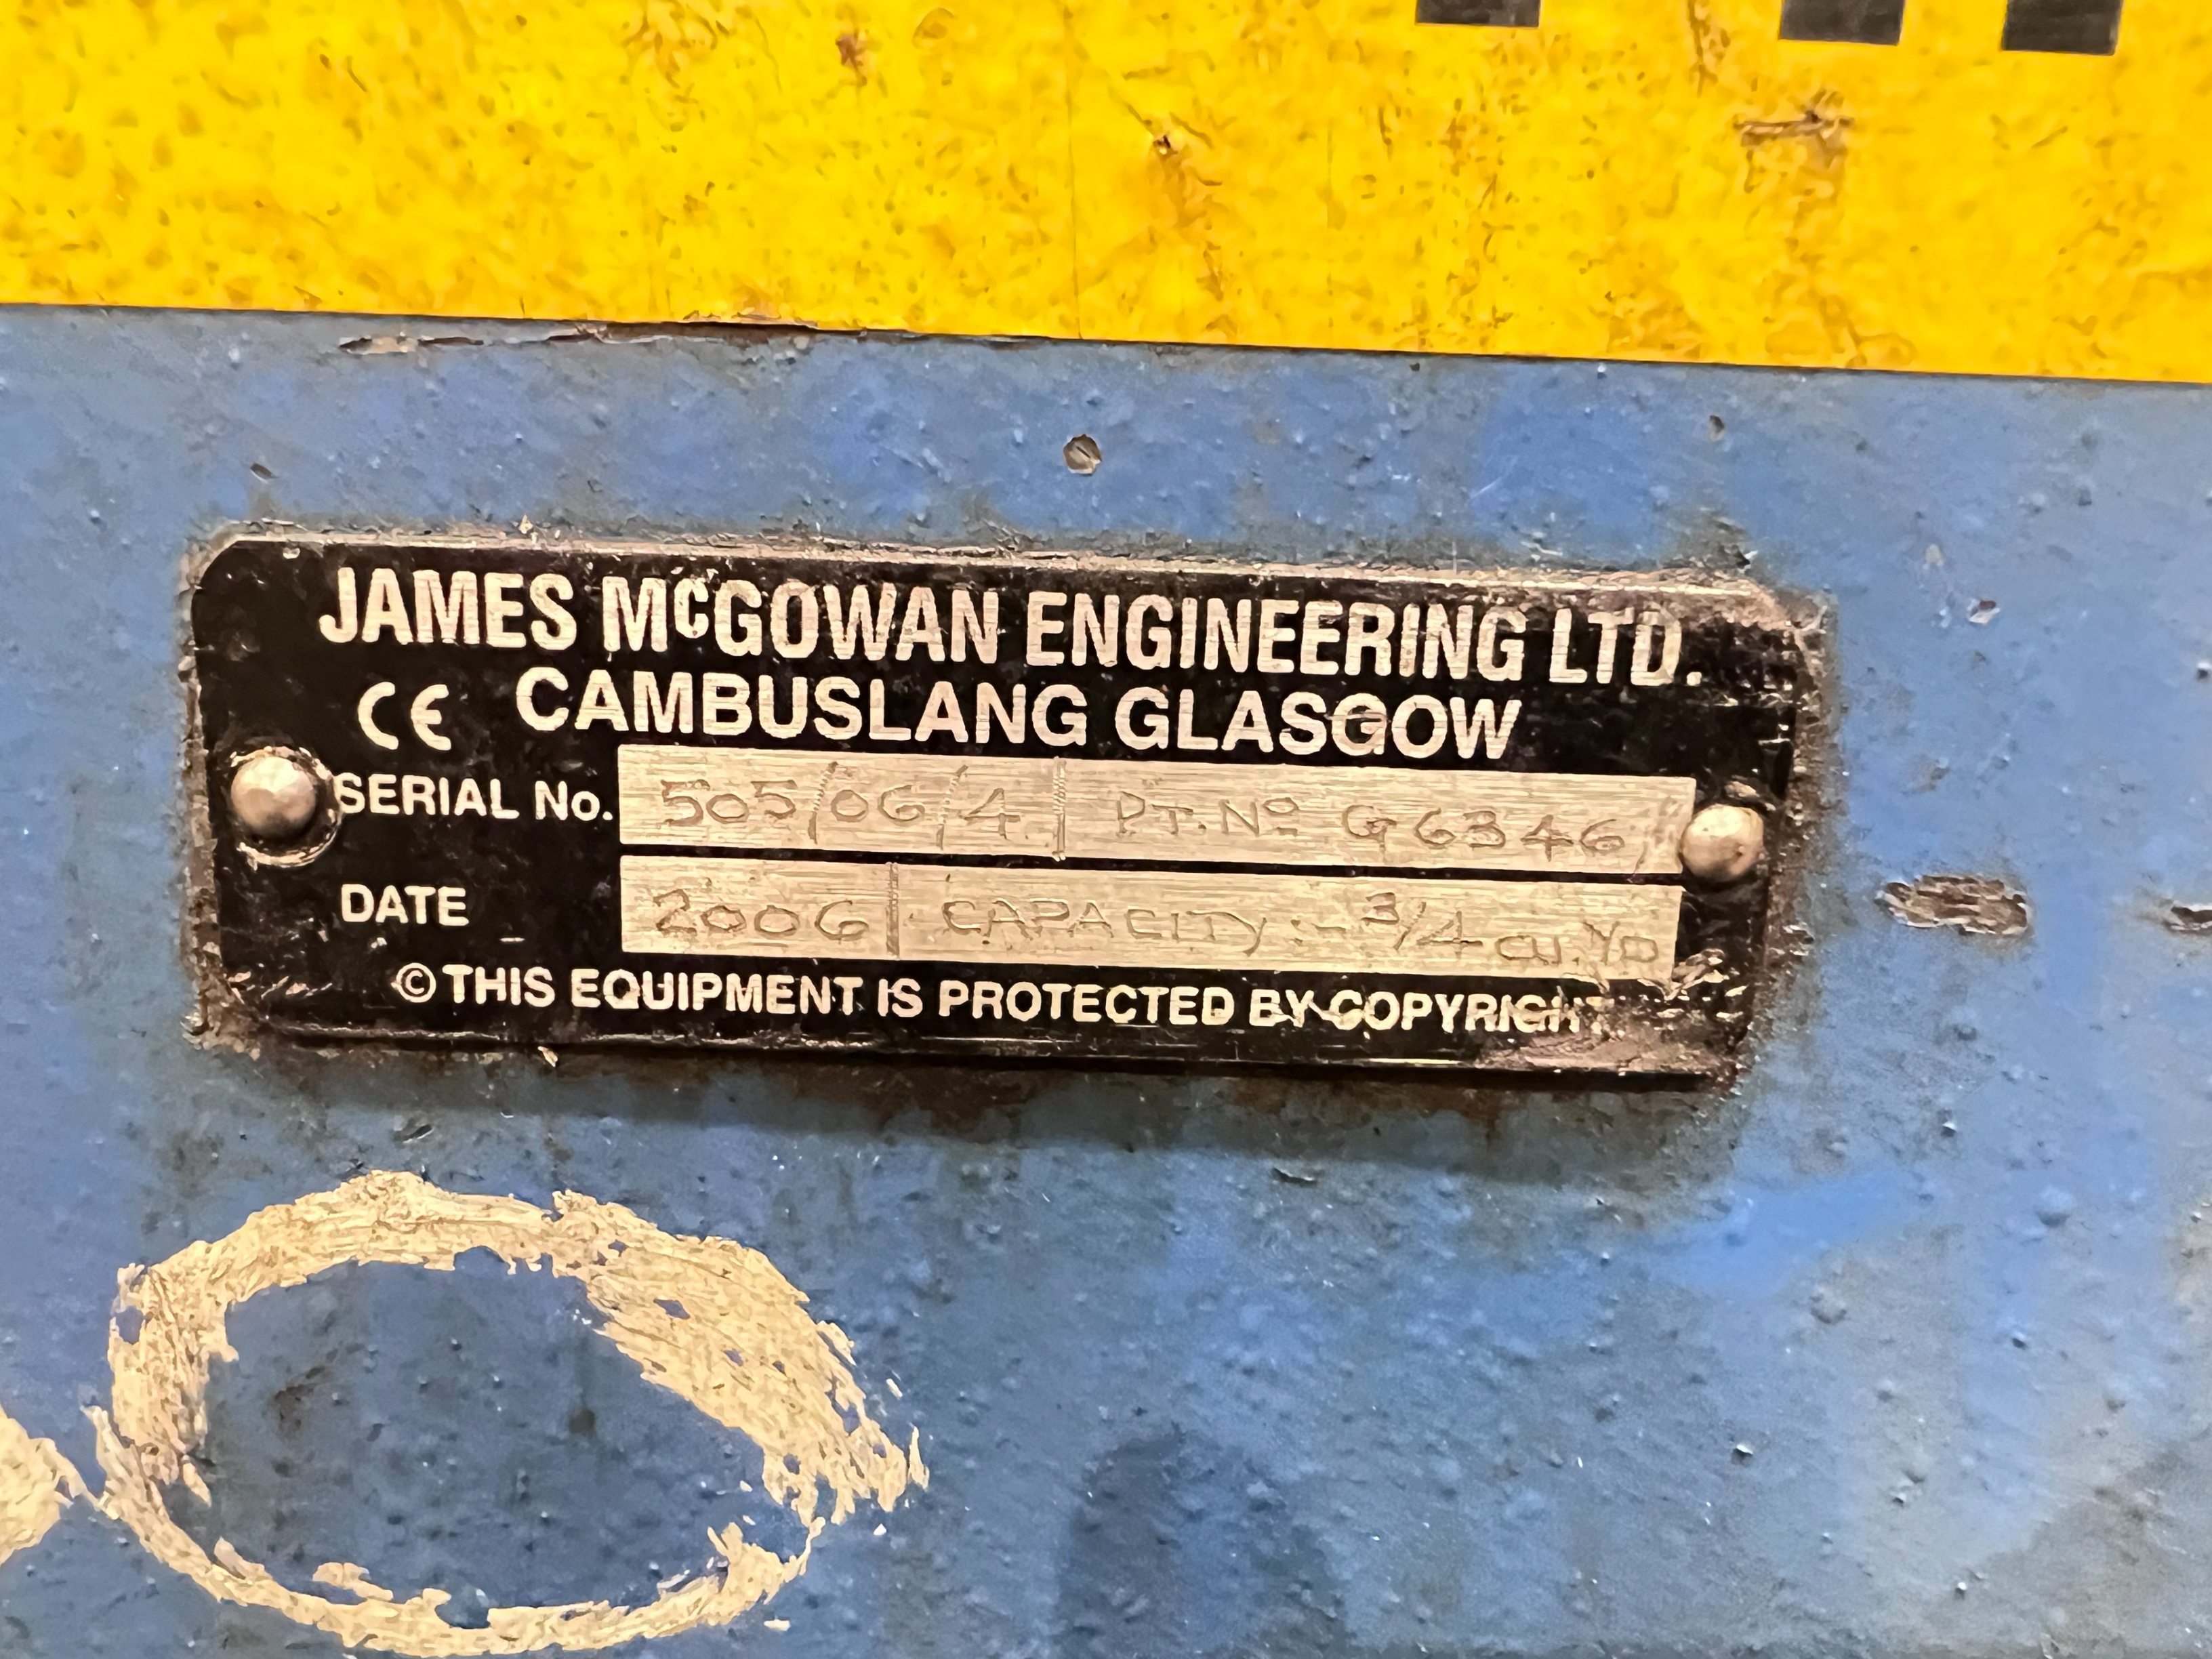 JAMES McGOWAN ENGINEERING LTD.
CE CAMBUSLANG GLASGOW
SERIAL No. 505/06/4 | PT. No G6346
DATE 2006 | CAPACITY:- 3/4 CU. YD
© THIS EQUIPMENT IS PROTECTED BY COPYRIGHT